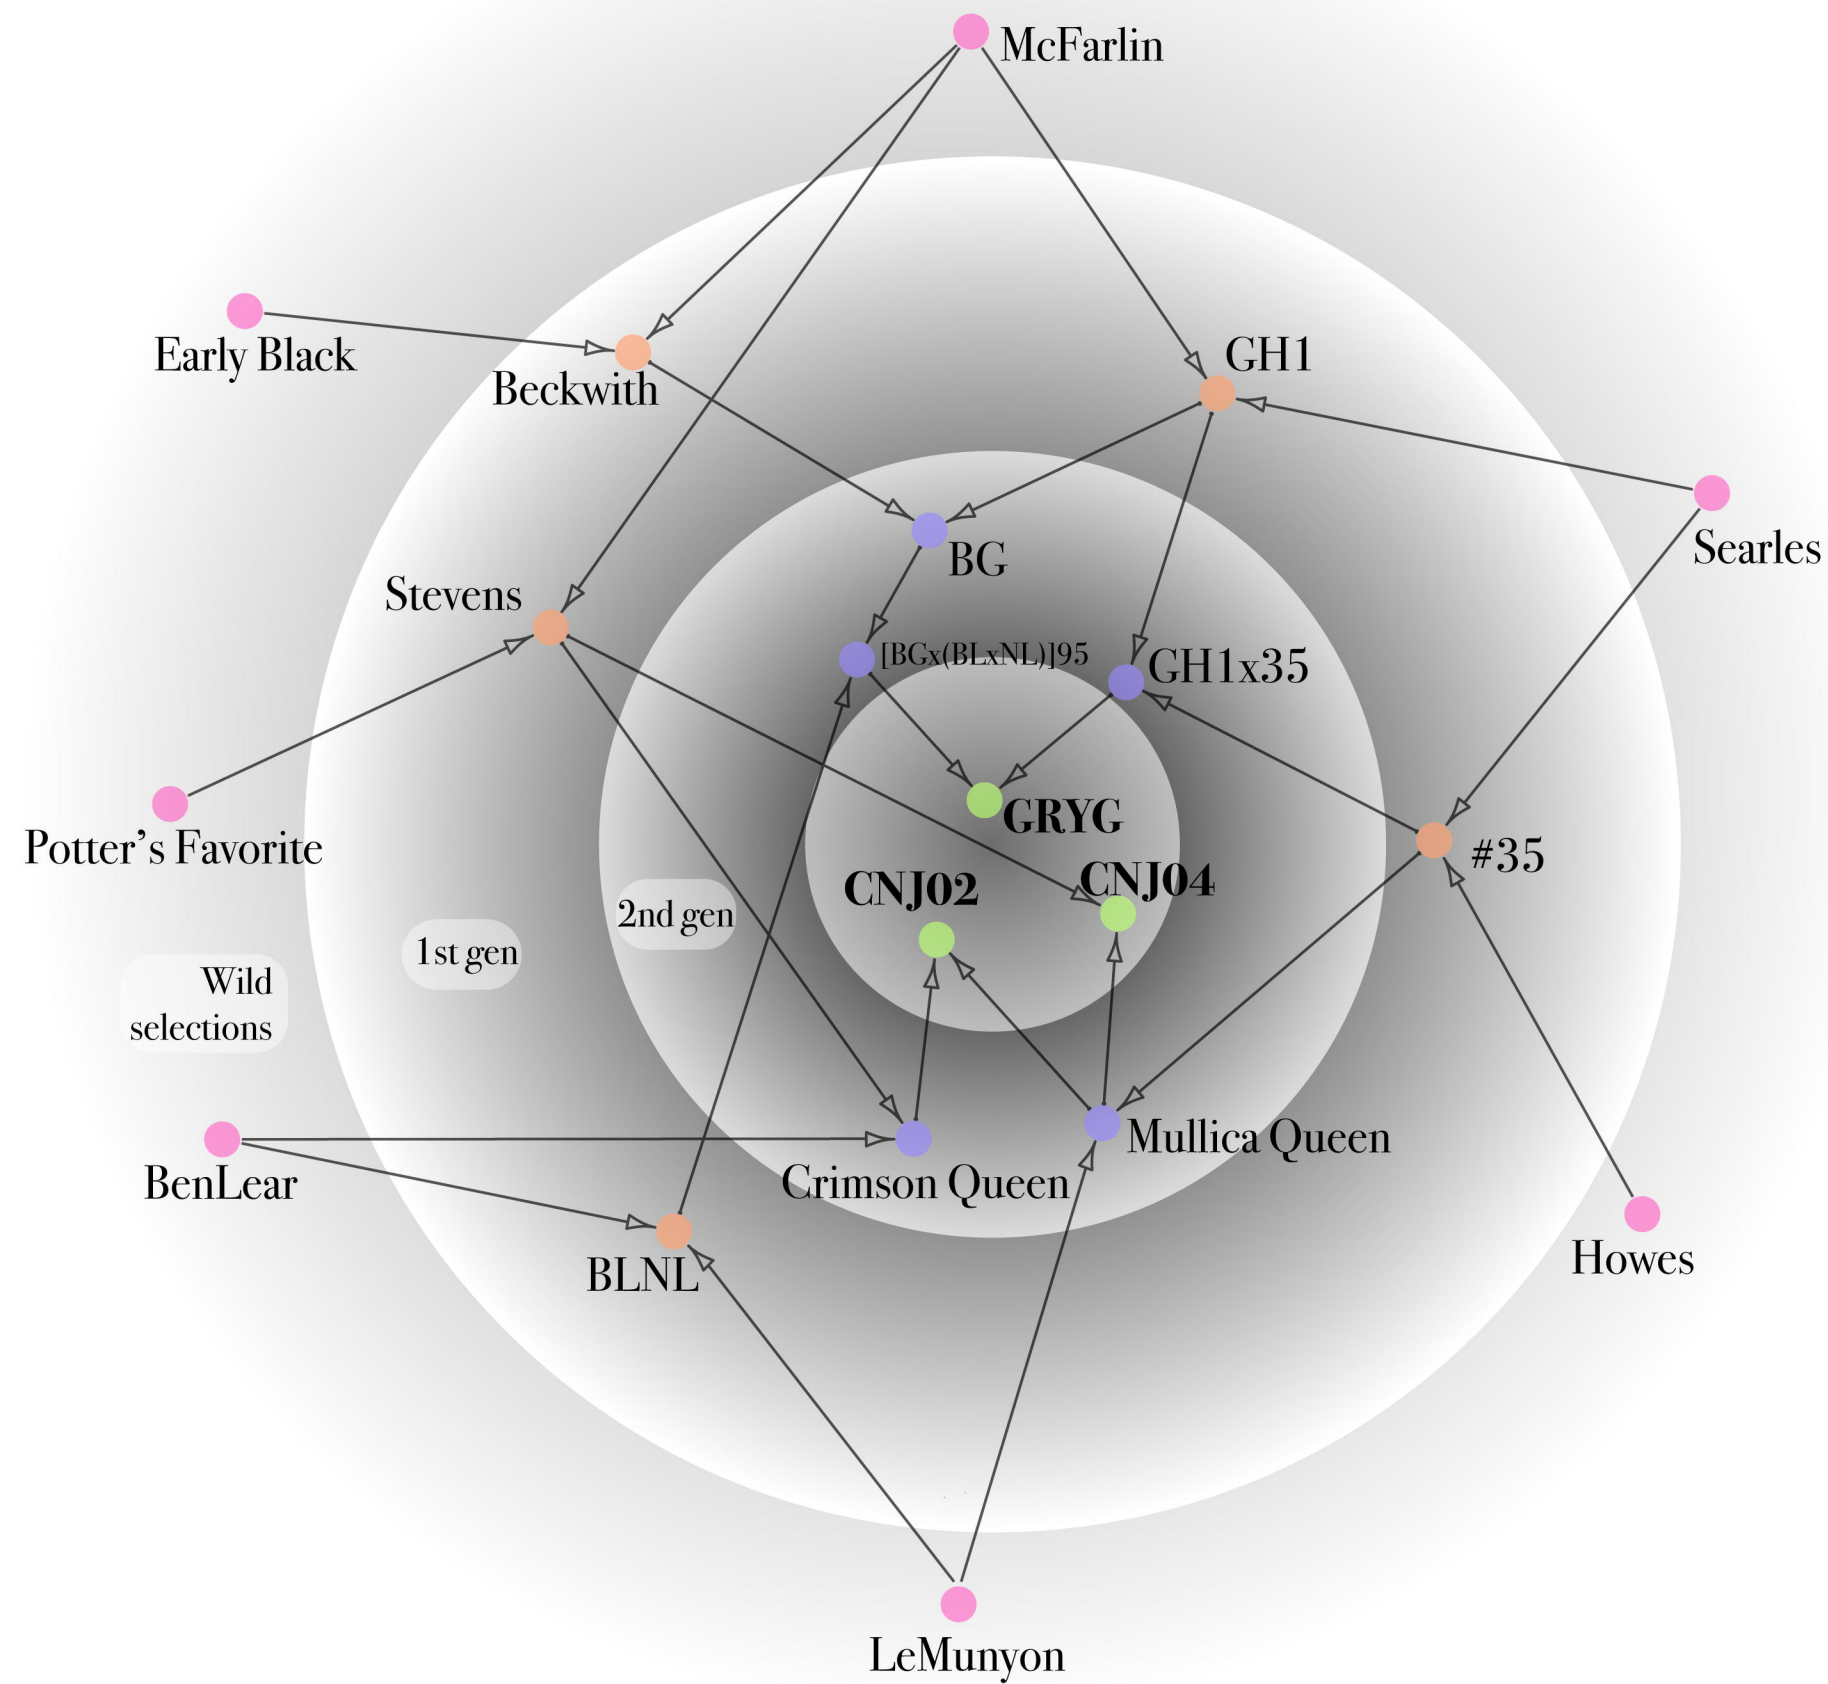 McFarlin
Early Black
Beckwith
GH1
Searles
BG
Stevens
[BGx(BLxNL)]95
GH1x35
GRYG
Potter’s Favorite
#35
CNJ02
CNJ04
2nd gen
1st gen
Wild
selections
BenLear
Crimson Queen
Mullica Queen
BLNL
Howes
LeMunyon